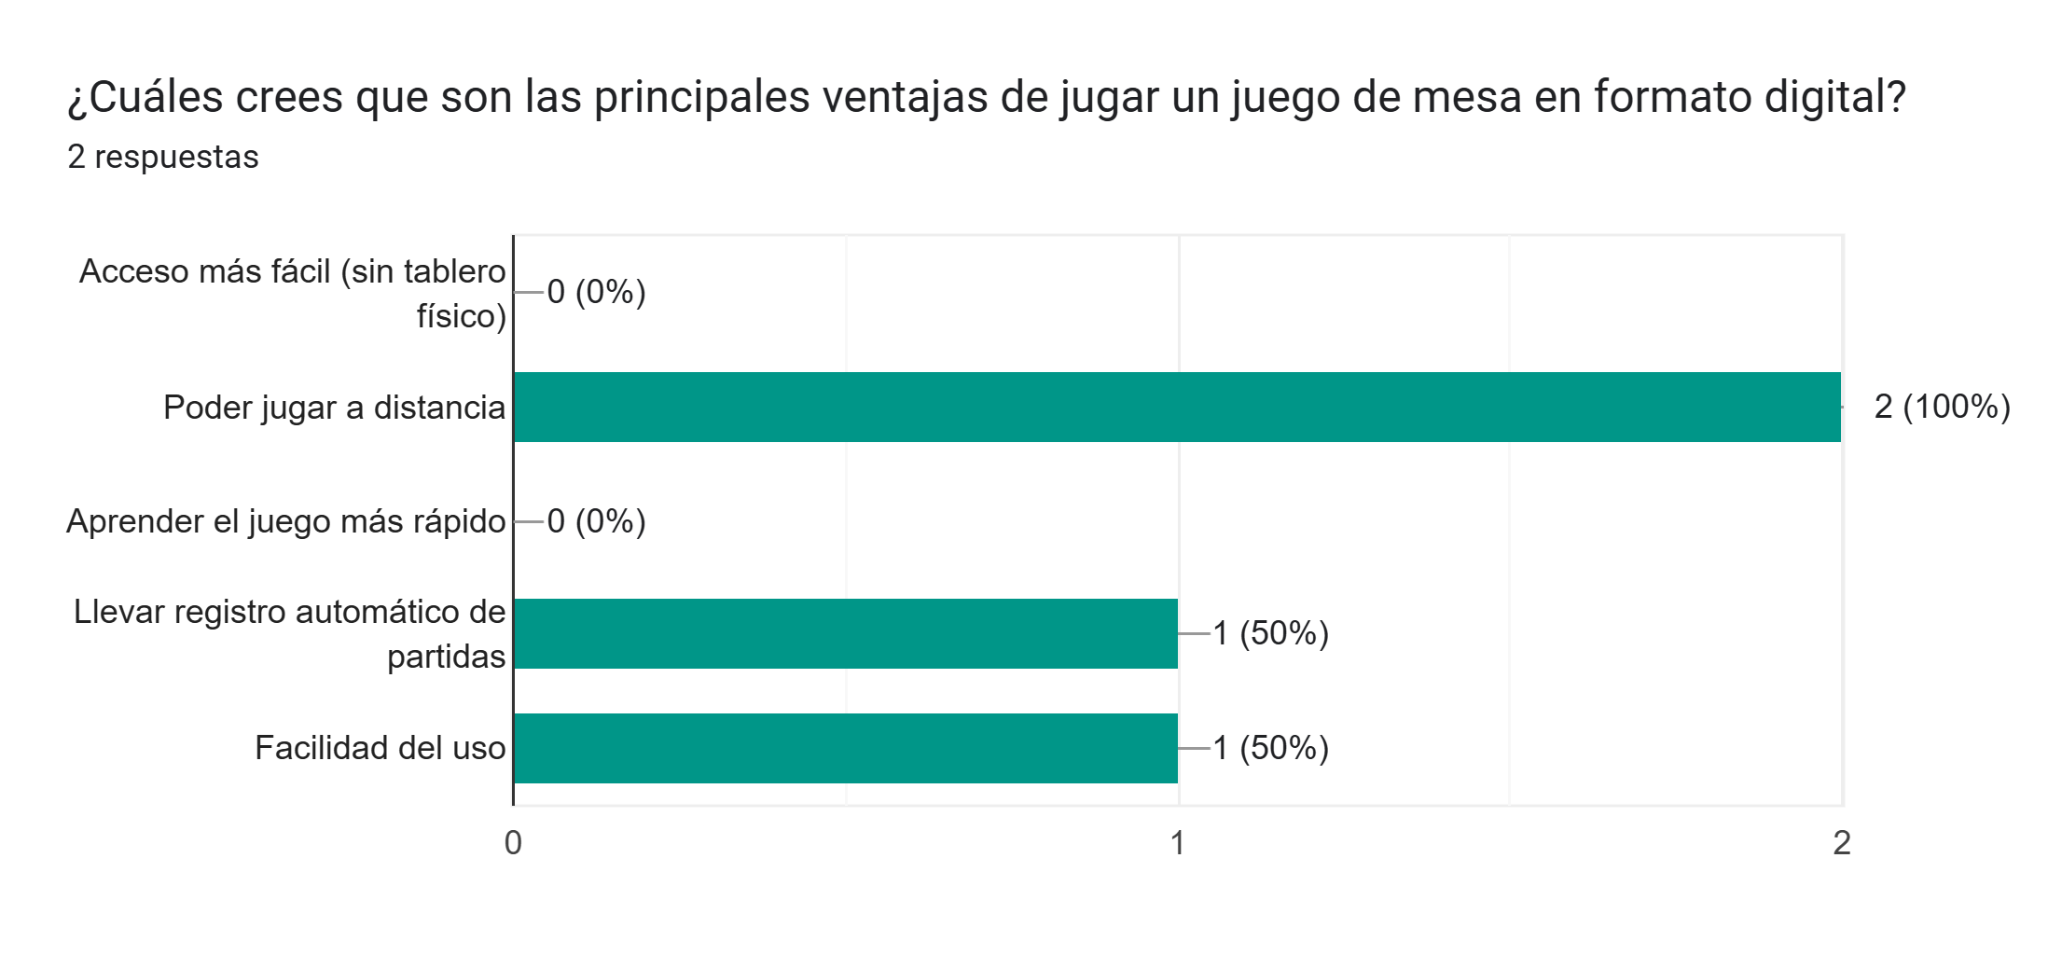 ¿Cuáles crees que son las principales ventajas de jugar un juego de mesa en formato digital?
2 respuestas
Acceso más fácil (sin tablero
físico)
0 (0%)
Poder jugar a distancia
2 (100%)
Aprender el juego más rápido
0 (0%)
Llevar registro automático de
partidas
1 (50%)
Facilidad del uso
1 (50%)
0
1
2